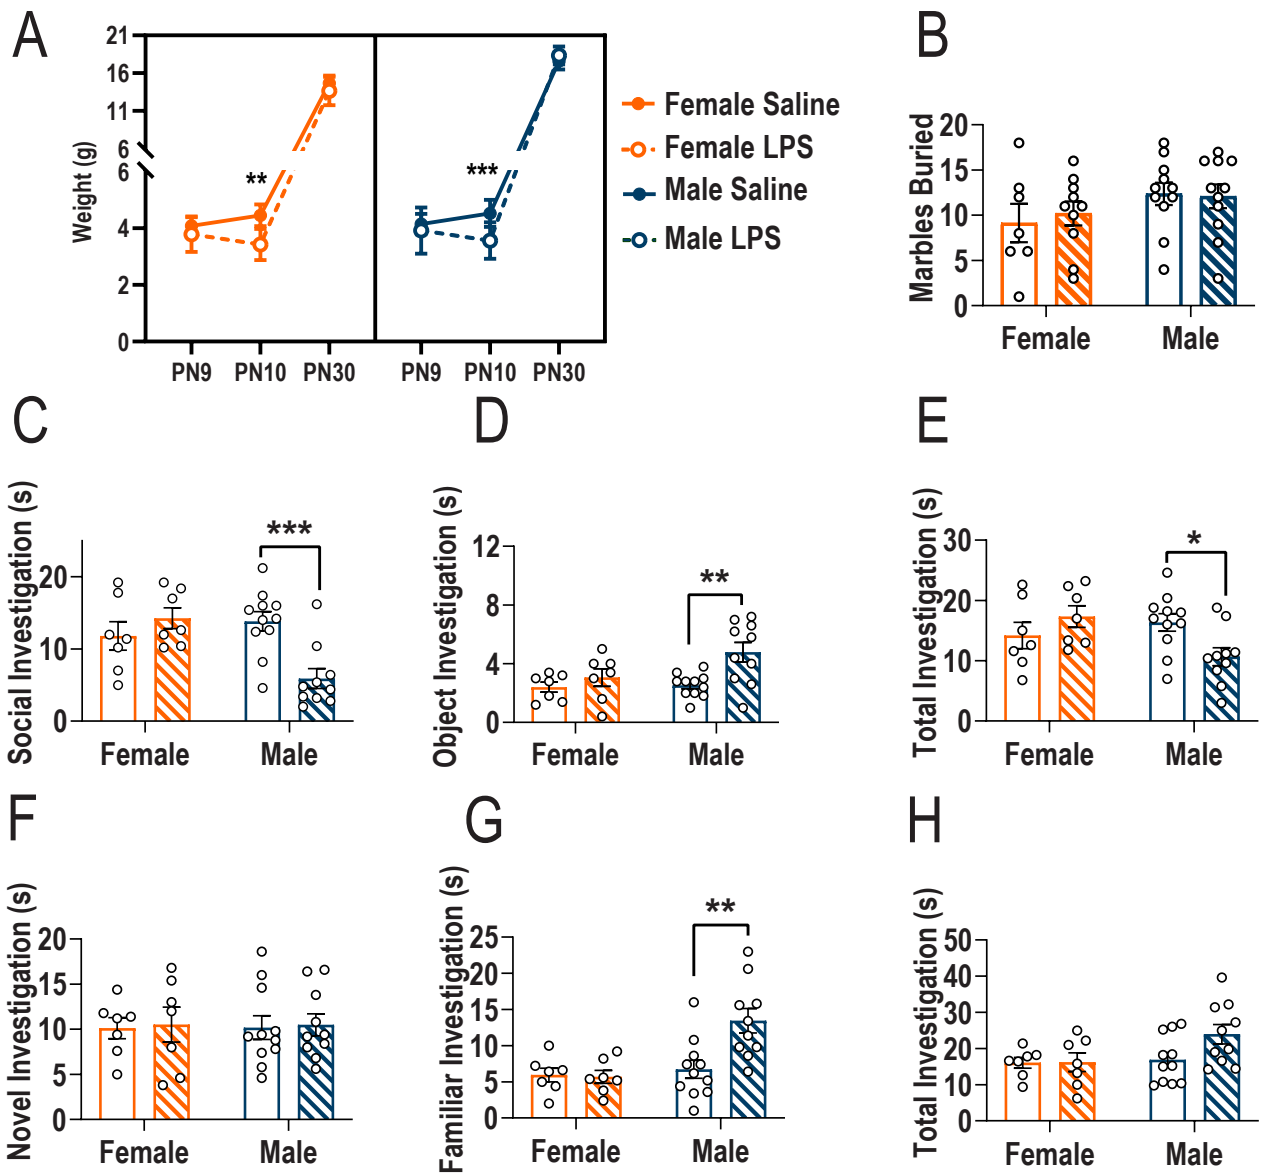 A
21
16
11
6
6
4
2
0
Weight (g)
**
***
PN9 PN10 PN30 PN9 PN10 PN30
Female Saline
Female LPS
Male Saline
Male LPS
B
Marbles Buried
20
15
10
5
0
Female Male
C
Social Investigation (s)
20
10
0
***
Female Male
D
Object Investigation (s)
12
8
4
0
**
Female Male
E
Total Investigation (s)
30
20
10
0
*
Female Male
F
Novel Investigation (s)
20
15
10
5
0
Female Male
G
Familiar Investigation (s)
25
20
15
10
5
0
**
Female Male
H
Total Investigation (s)
50
40
30
20
10
0
Female Male